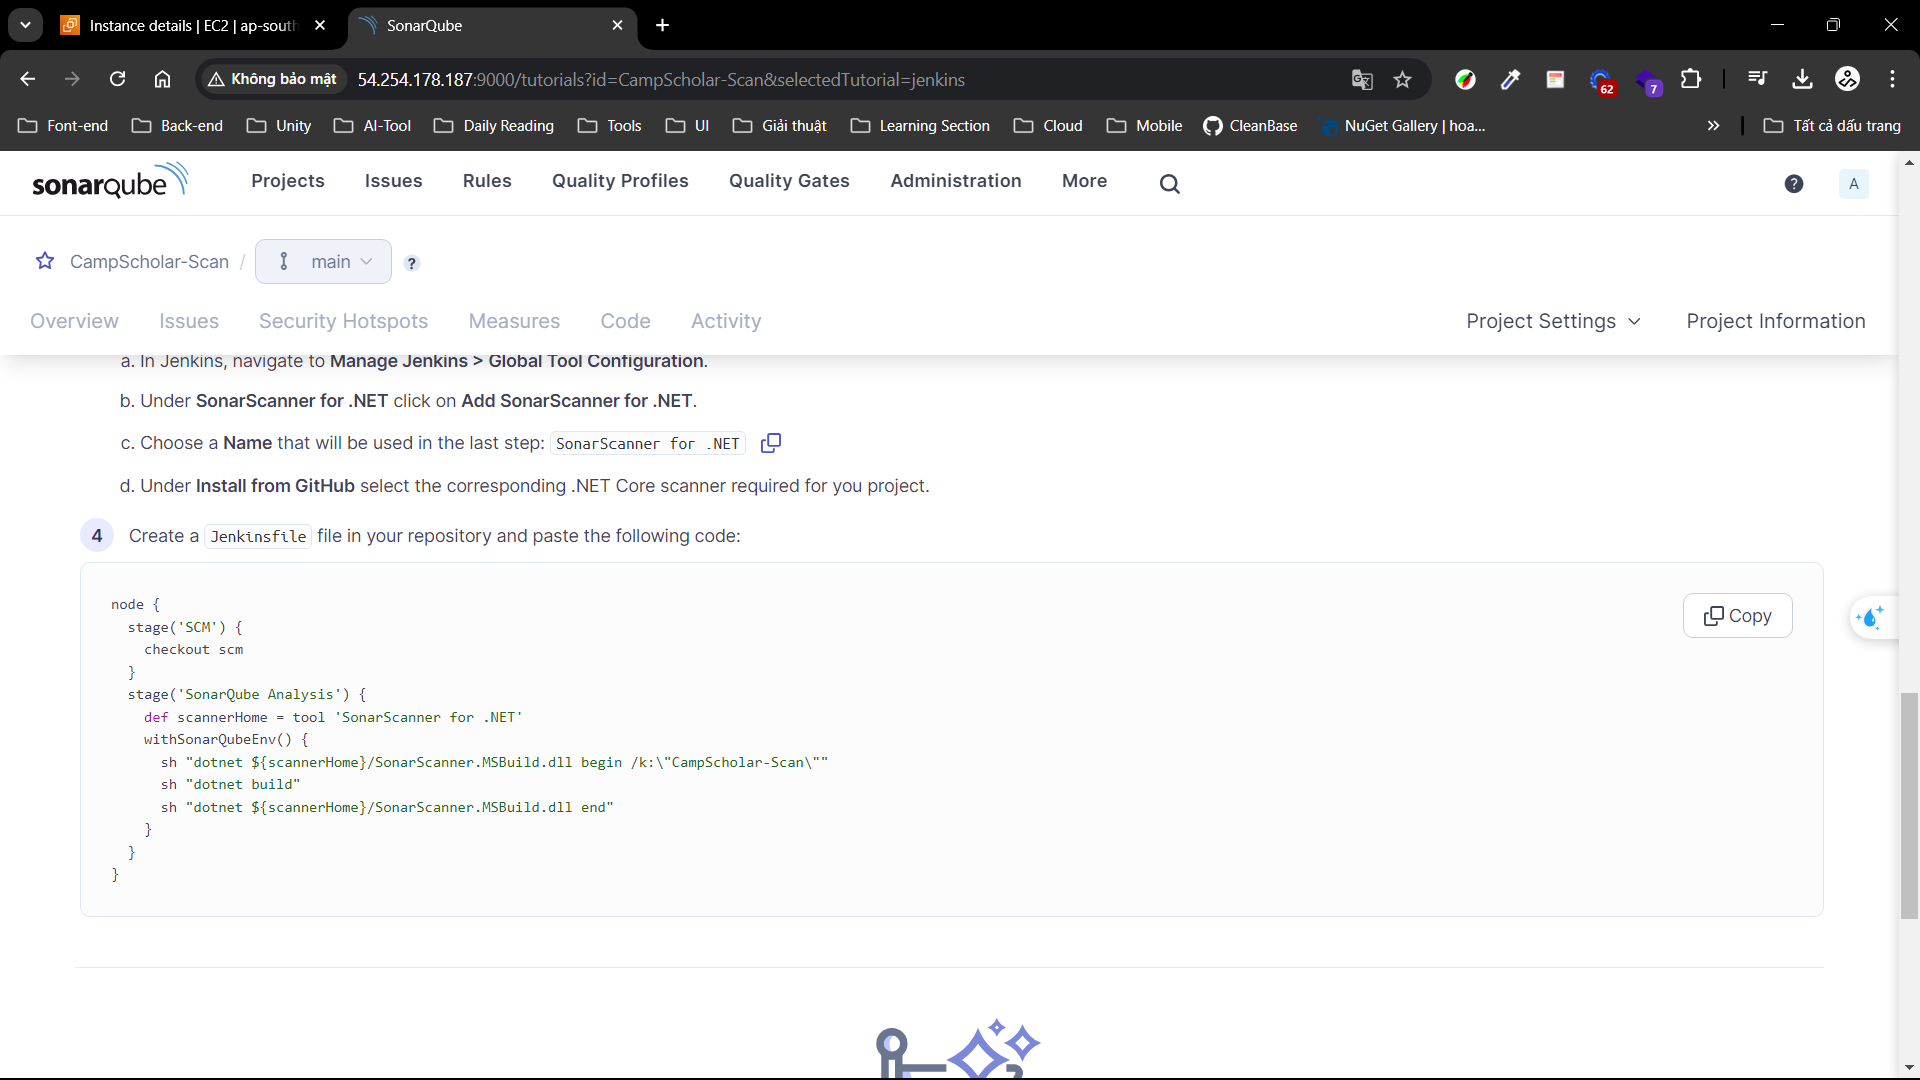 Instance details | EC2 | ap-south
SonarQube
Không bảo mật
54.254.178.187:9000/tutorials?id=CampScholar-Scan&selectedTutorial=jenkins
62
7
Font-end
Back-end
Unity
AI-Tool
Daily Reading
Tools
UI
Giải thuật
Learning Section
Cloud
Mobile
CleanBase
NuGet Gallery | hoa...
Tất cả dấu trang
sonarqube
Projects
Issues
Rules
Quality Profiles
Quality Gates
Administration
More
?
A
CampScholar-Scan /
main
?
Overview
Issues
Security Hotspots
Measures
Code
Activity
Project Settings
Project Information
a. In Jenkins, navigate to Manage Jenkins > Global Tool Configuration.
b. Under SonarScanner for .NET click on Add SonarScanner for .NET.
c. Choose a Name that will be used in the last step: SonarScanner for .NET
d. Under Install from GitHub select the corresponding .NET Core scanner required for you project.
4 Create a Jenkinsfile file in your repository and paste the following code:
Copy
node {
  stage('SCM') {
    checkout scm
  }
  stage('SonarQube Analysis') {
    def scannerHome = tool 'SonarScanner for .NET'
    withSonarQubeEnv() {
      sh "dotnet ${scannerHome}/SonarScanner.MSBuild.dll begin /k:\"CampScholar-Scan\""
      sh "dotnet build"
      sh "dotnet ${scannerHome}/SonarScanner.MSBuild.dll end"
    }
  }
}